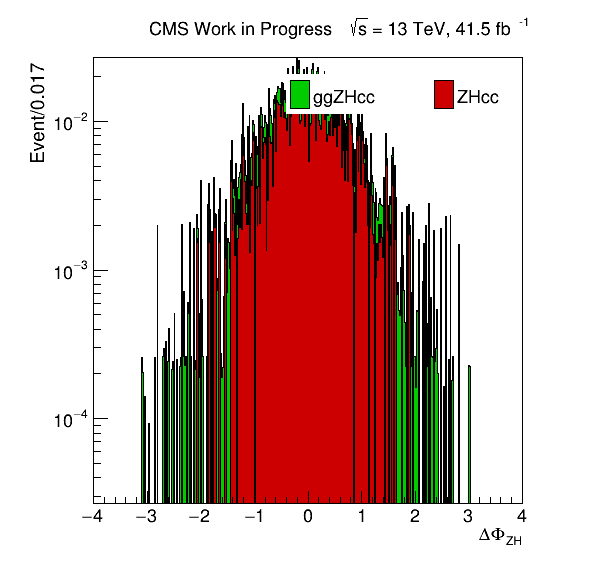 CMS Work in Progress √s = 13 TeV, 41.5 fb⁻¹
Event/0.017
ggZHcc ZHcc
10⁻²
10⁻³
10⁻⁴
−4 −3 −2 −1 0 1 2 3 4
ΔΦ_ZH